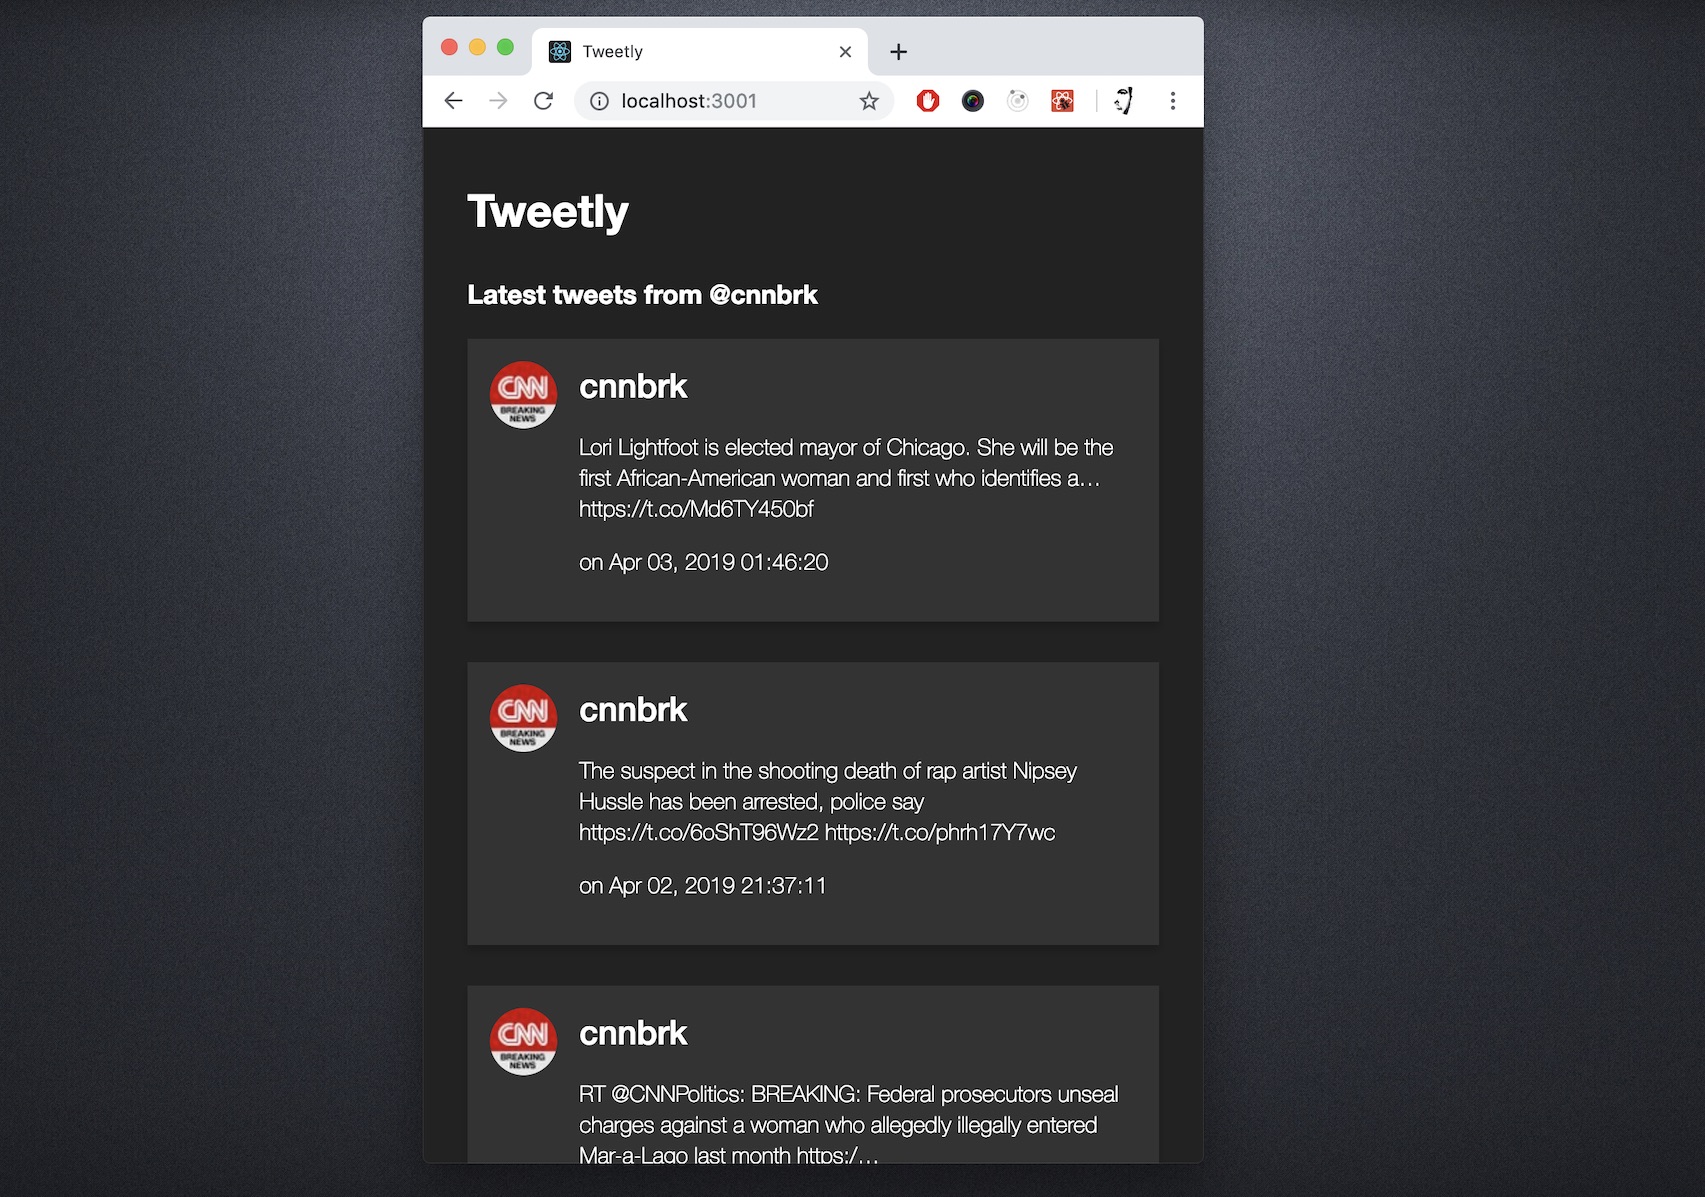 Tweetly
localhost:3001
Tweetly
Latest tweets from @cnnbrk
CNN
BREAKING
NEWS
cnnbrk
Lori Lightfoot is elected mayor of Chicago. She will be the
first African-American woman and first who identifies a…
https://t.co/Md6TY450bf
on Apr 03, 2019 01:46:20
CNN
BREAKING
NEWS
cnnbrk
The suspect in the shooting death of rap artist Nipsey
Hussle has been arrested, police say
https://t.co/6oShT96Wz2 https://t.co/phrh17Y7wc
on Apr 02, 2019 21:37:11
CNN
BREAKING
NEWS
cnnbrk
RT @CNNPolitics: BREAKING: Federal prosecutors unseal
charges against a woman who allegedly illegally entered
Mar-a-Lago last month https:/…